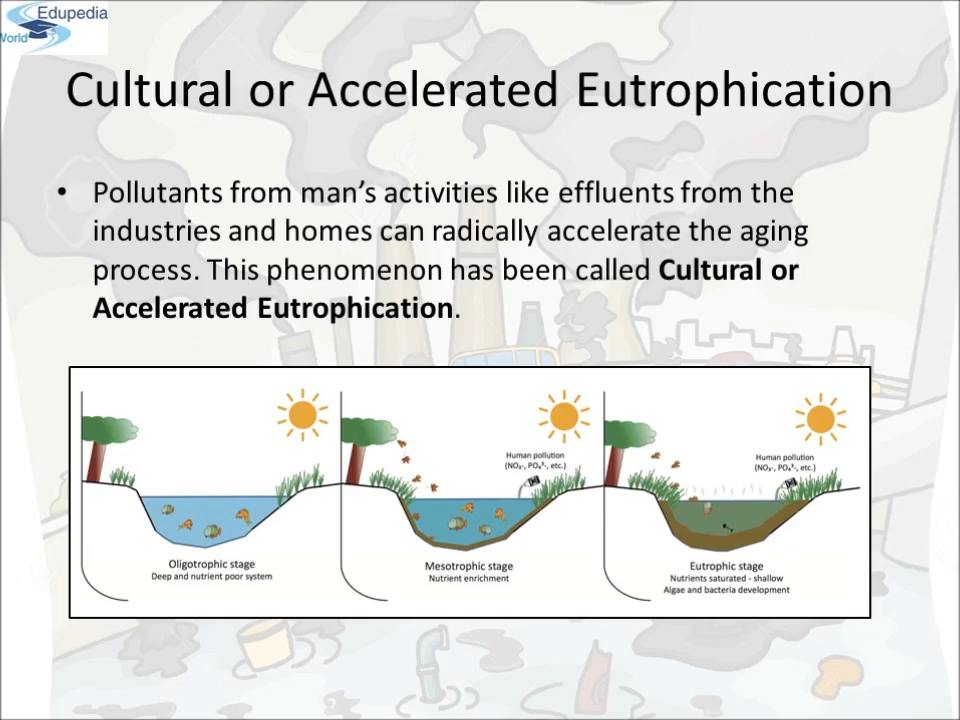 Edupedia
World
Cultural or Accelerated Eutrophication
• Pollutants from man’s activities like effluents from the
industries and homes can radically accelerate the aging
process. This phenomenon has been called Cultural or
Accelerated Eutrophication.
Human pollution
(NO₃-, PO₄³-, etc.)
Human pollution
(NO₃-, PO₄³-, etc.)
Oligotrophic stage
Deep and nutrient poor system
Mesotrophic stage
Nutrient enrichment
Eutrophic stage
Nutrients saturated - shallow
Algae and bacteria development